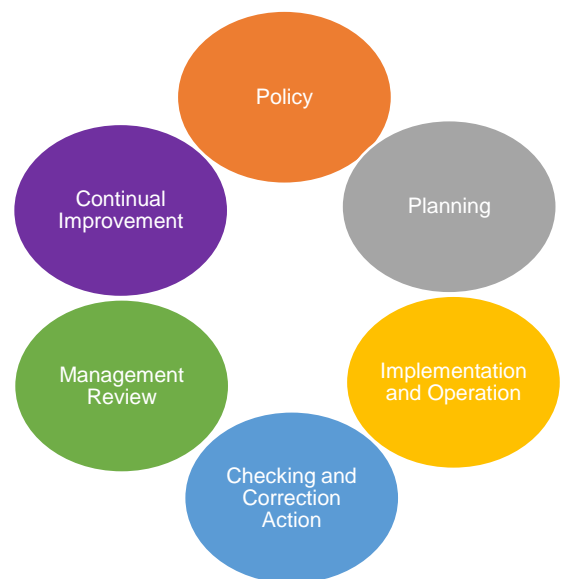 Policy
Planning
Implementation
and Operation
Checking and
Correction
Action
Management
Review
Continual
Improvement